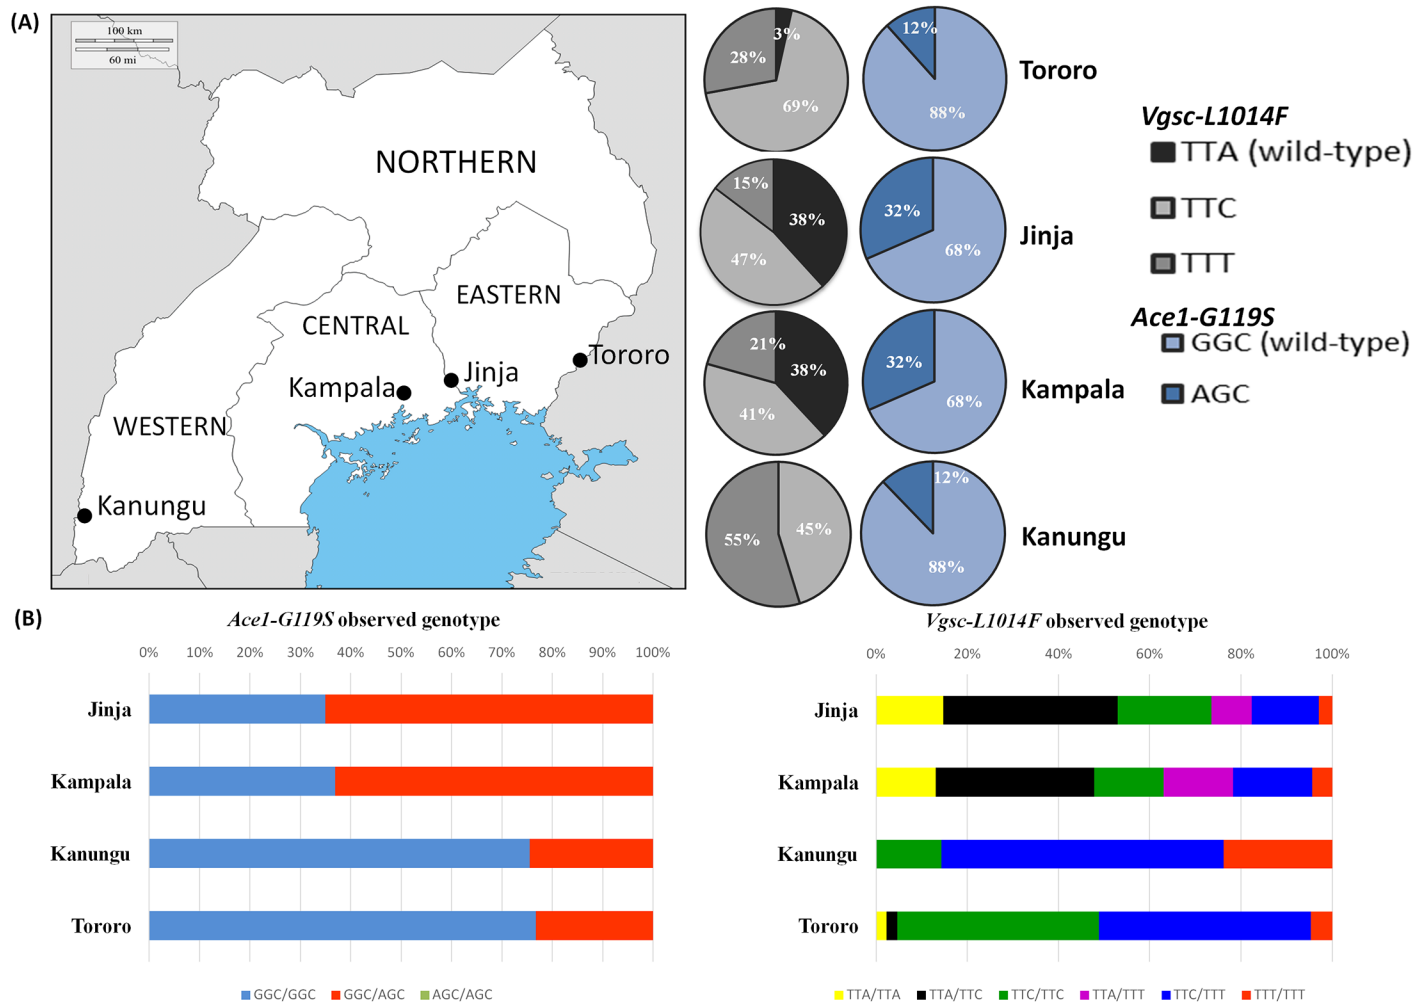 (A)
100 km
60 mi
NORTHERN
EASTERN
CENTRAL
WESTERN
Tororo
Jinja
Kampala
Kanungu
3%
28%
69%
12%
88%
Tororo
15%
38%
47%
32%
68%
Jinja
21%
38%
41%
32%
68%
Kampala
55%
45%
12%
88%
Kanungu
Vgsc-L1014F
TTA (wild-type)
TTC
TTT
Ace1-G119S
GGC (wild-type)
AGC
(B)
Ace1-G119S observed genotype
0% 10% 20% 30% 40% 50% 60% 70% 80% 90% 100%
Jinja
Kampala
Kanungu
Tororo
GGC/GGC GGC/AGC AGC/AGC
Vgsc-L1014F observed genotype
0% 20% 40% 60% 80% 100%
Jinja
Kampala
Kanungu
Tororo
TTA/TTA TTA/TTC TTC/TTC TTA/TTT TTC/TTT TTT/TTT